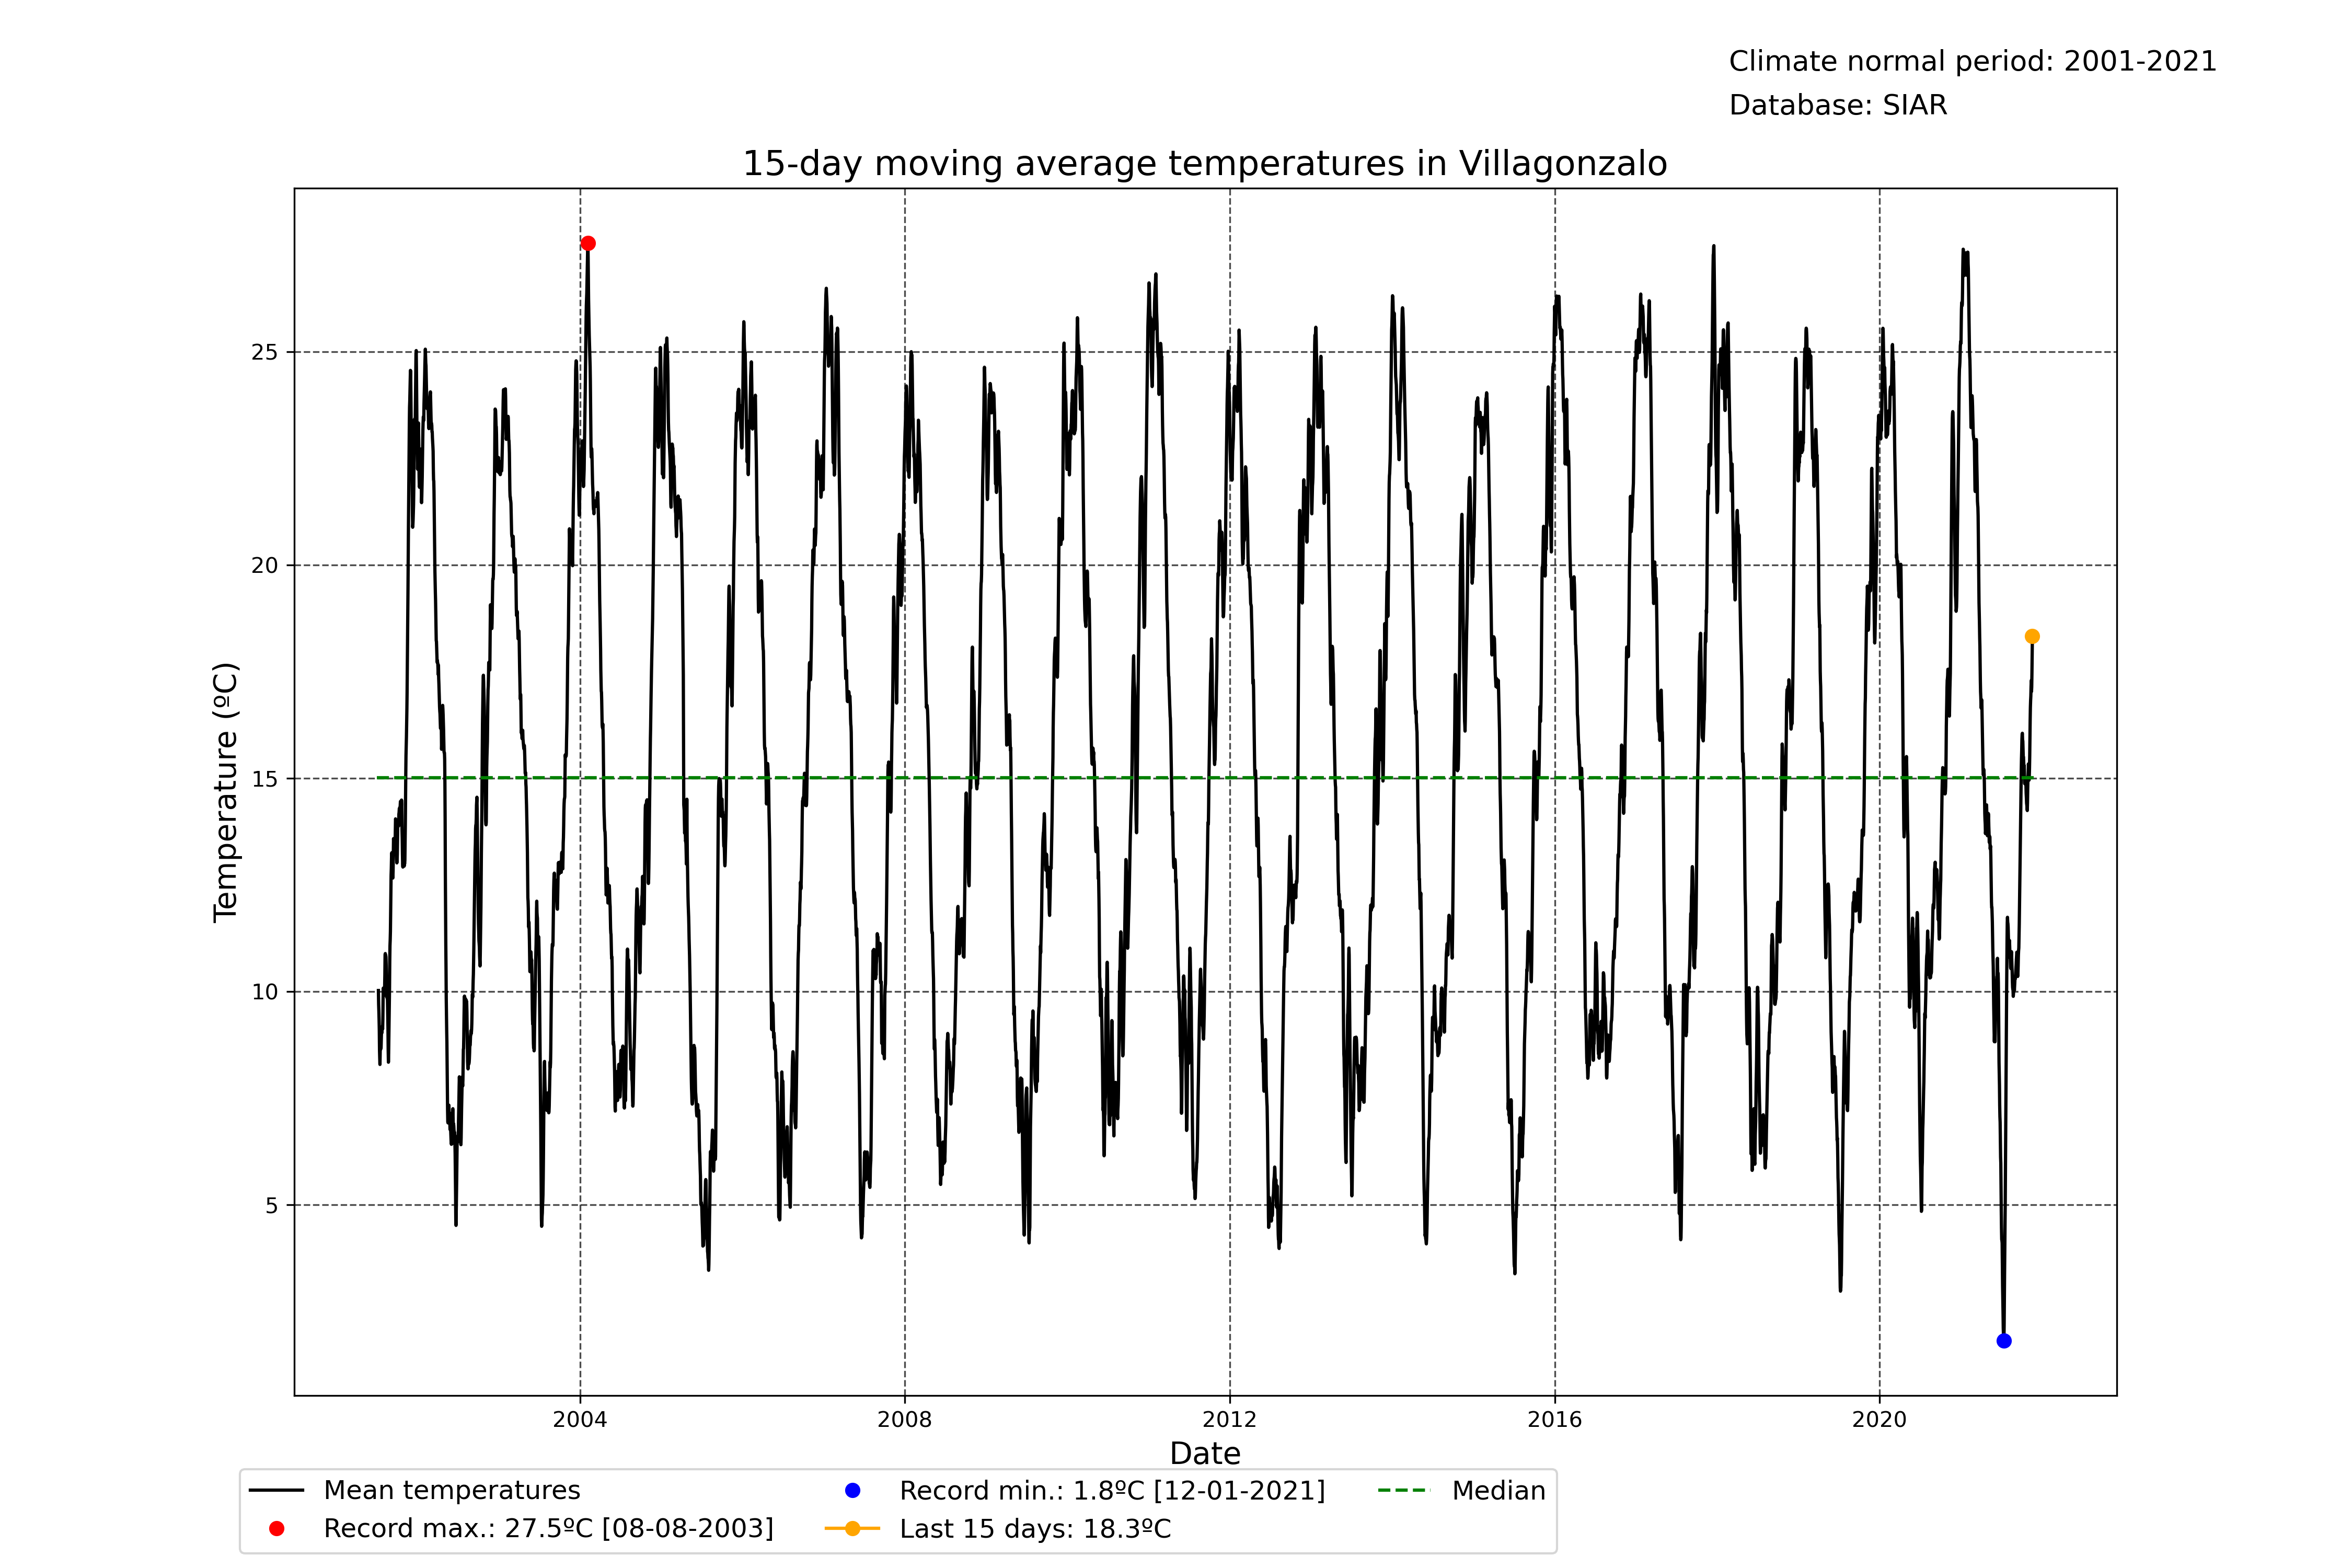 Climate normal period: 2001-2021
Database: SIAR
15-day moving average temperatures in Villagonzalo
25
20
15
10
5
Temperature (ºC)
2004 2008 2012 2016 2020
Date
Mean temperatures
Record max.: 27.5ºC [08-08-2003]
Record min.: 1.8ºC [12-01-2021]
Last 15 days: 18.3ºC
Median